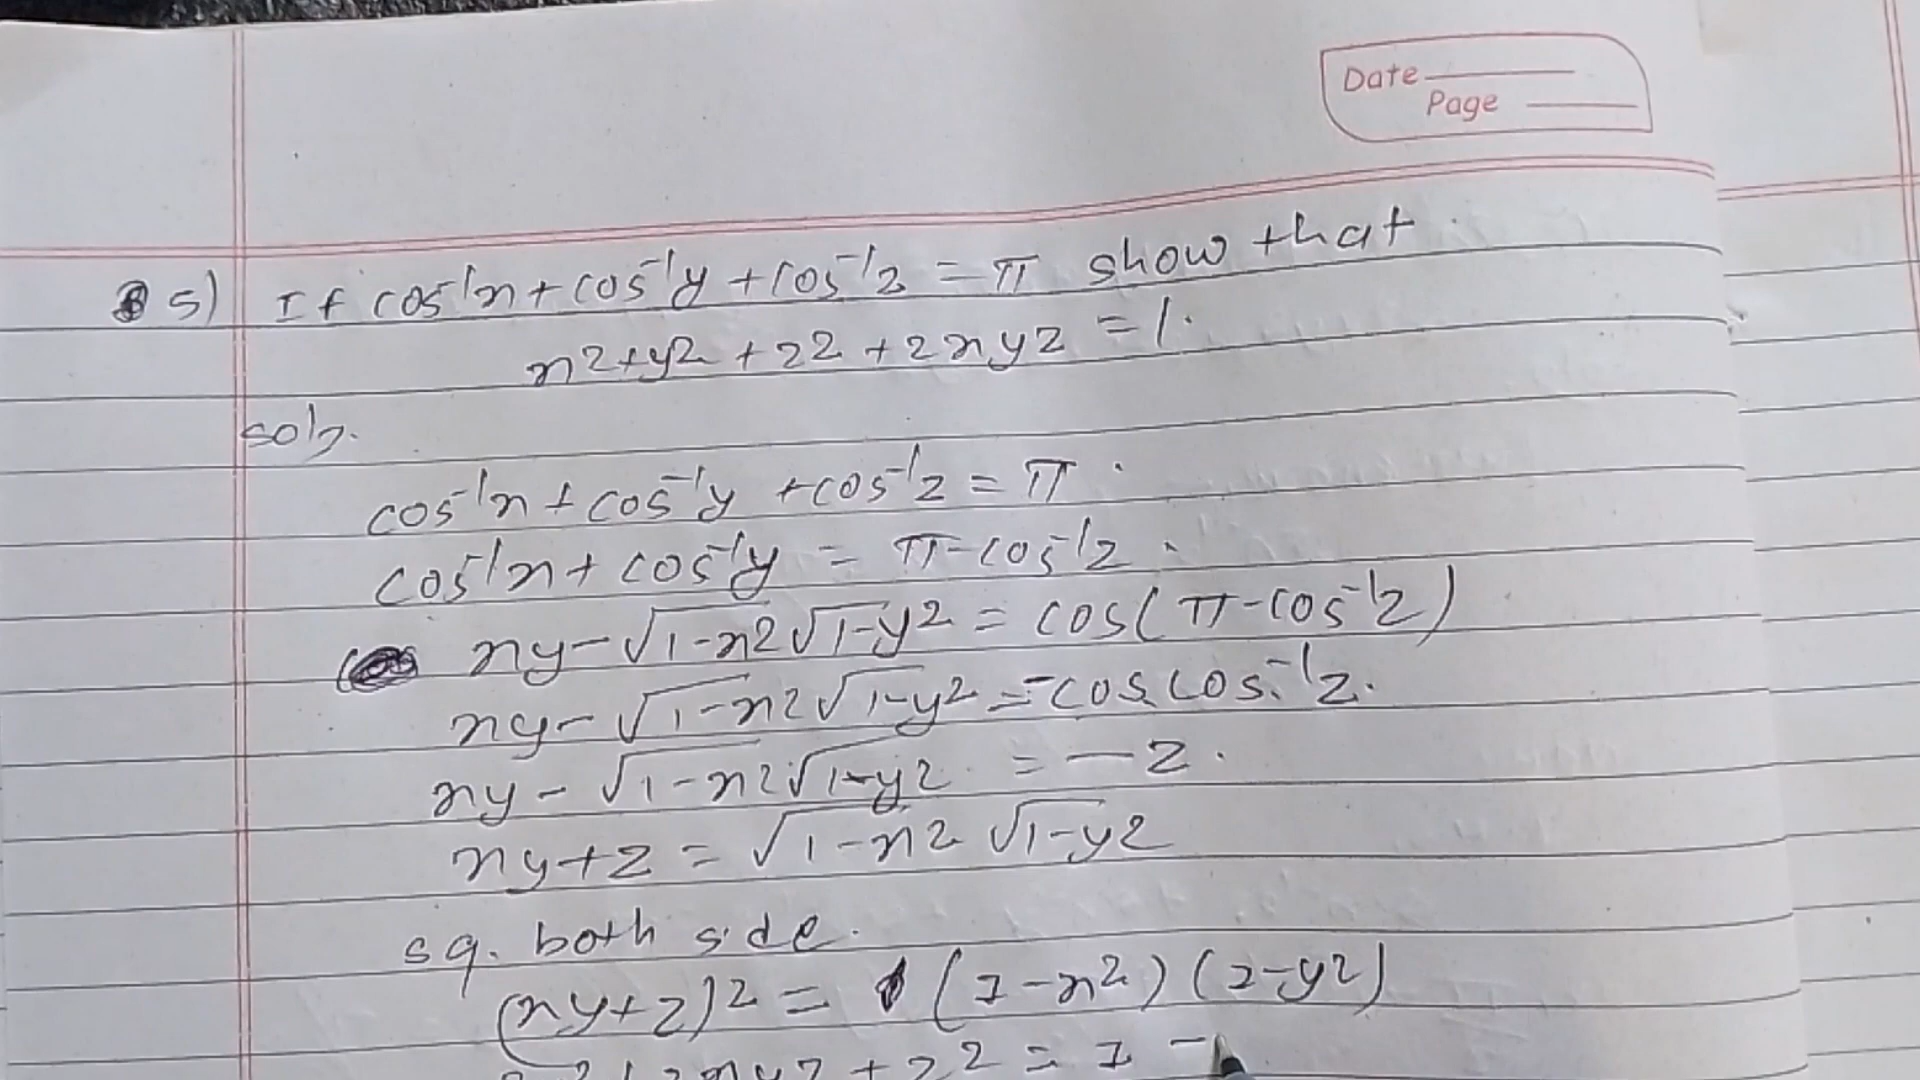 Date
Page
5) If cos⁻¹x + cos⁻¹y + cos⁻¹z = π show that
x² + y² + z² + 2xyz = 1.
soln.
cos⁻¹x + cos⁻¹y + cos⁻¹z = π.
cos⁻¹x + cos⁻¹y = π - cos⁻¹z.
xy - √1-x² √1-y² = cos(π - cos⁻¹z)
xy - √1-x² √1-y² = -cos cos⁻¹z.
xy - √1-x² √1-y² = -z.
xy + z = √1-x² √1-y²
sq. both side.
(xy+z)² = (1-x²) (1-y²)
+ 2xyz + z² = 1 -